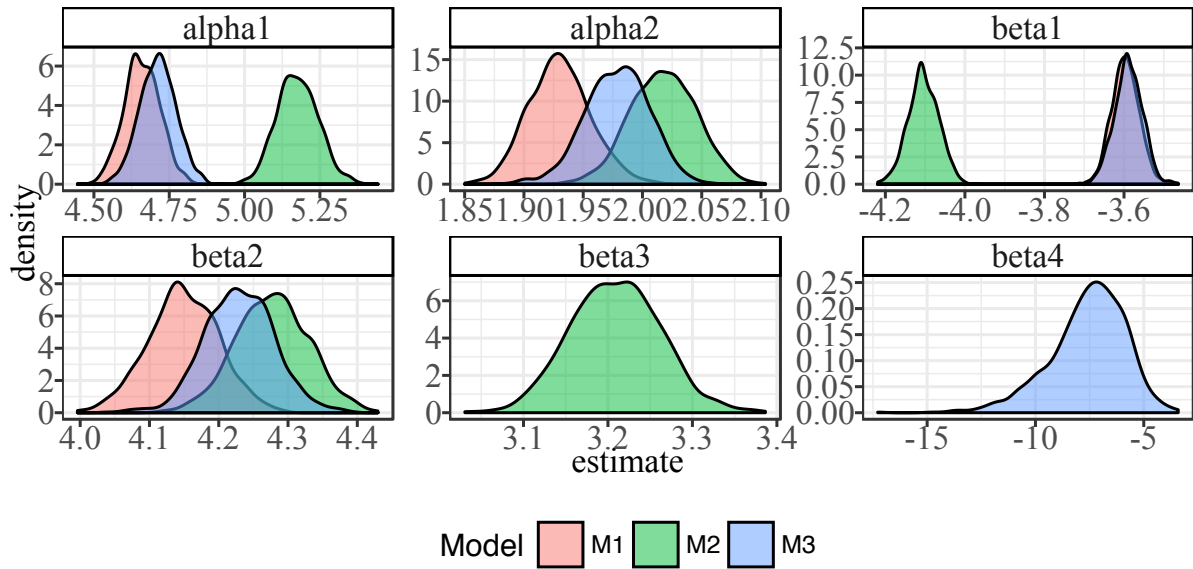 alpha1
alpha2
beta1
6
4
2
0
15
10
5
0
12.5
10.0
7.5
5.0
2.5
0.0
4.50 4.75 5.00 5.25
1.85 1.90 1.95 2.00 2.05 2.10
-4.2 -4.0 -3.8 -3.6
density
beta2
beta3
beta4
8
6
4
2
0
6
4
2
0
0.25
0.20
0.15
0.10
0.05
0.00
4.0 4.1 4.2 4.3 4.4
3.1 3.2 3.3 3.4
-15 -10 -5
estimate
Model M1 M2 M3